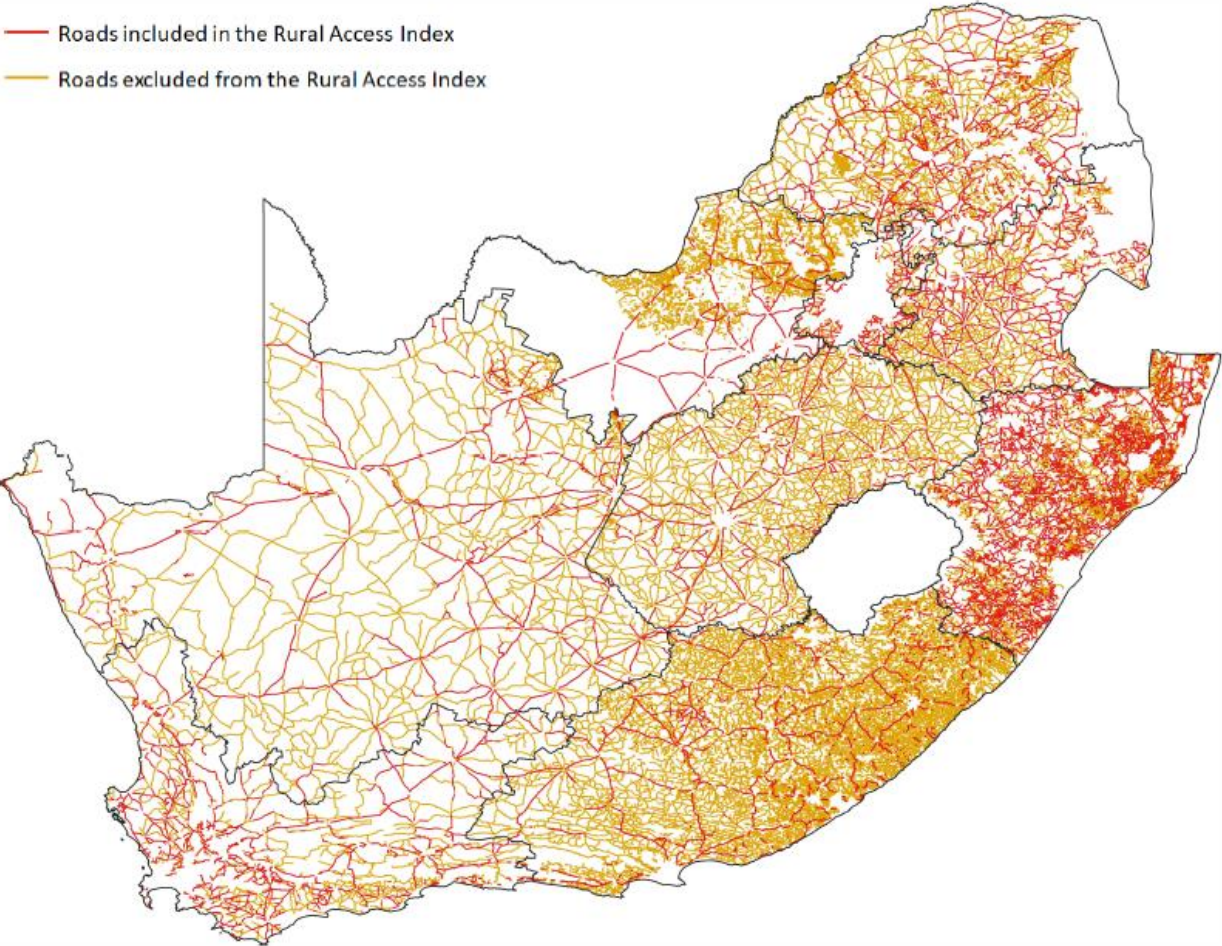 Roads included in the Rural Access Index
Roads excluded from the Rural Access Index